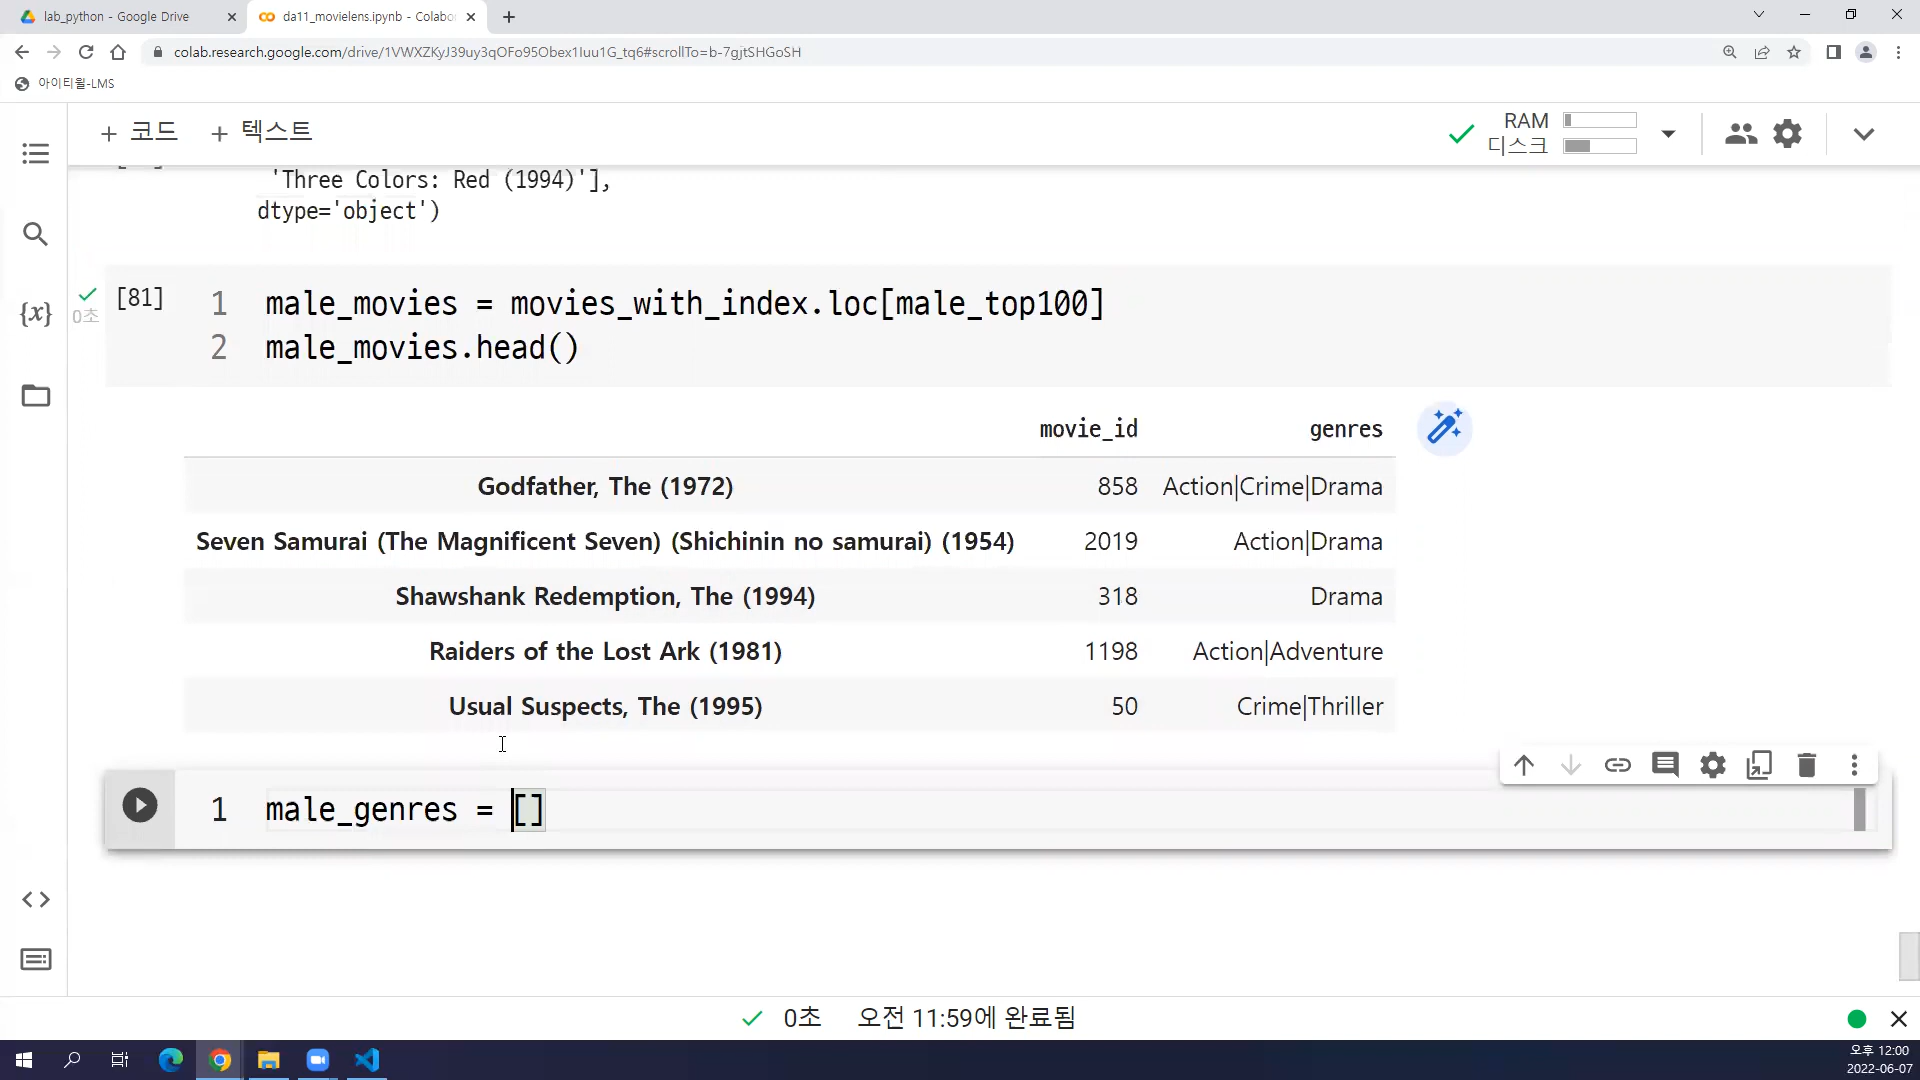 lab_python - Google Drive
da11_movielens.ipynb - Colabo
colab.research.google.com/drive/1VWXZKyJ39uy3qOFo95Obex1Iuu1G_tq6#scrollTo=b-7gjtSHGoSH
아이티윌-LMS
+ 코드 + 텍스트
RAM
디스크
'Three Colors: Red (1994)'],
dtype='object')
[81]
0초
1 male_movies = movies_with_index.loc[male_top100]
2 male_movies.head()
movie_id genres
Godfather, The (1972) 858 Action|Crime|Drama
Seven Samurai (The Magnificent Seven) (Shichinin no samurai) (1954) 2019 Action|Drama
Shawshank Redemption, The (1994) 318 Drama
Raiders of the Lost Ark (1981) 1198 Action|Adventure
Usual Suspects, The (1995) 50 Crime|Thriller
1 male_genres = []
{x}
0초 오전 11:59에 완료됨
오후 12:00
2022-06-07